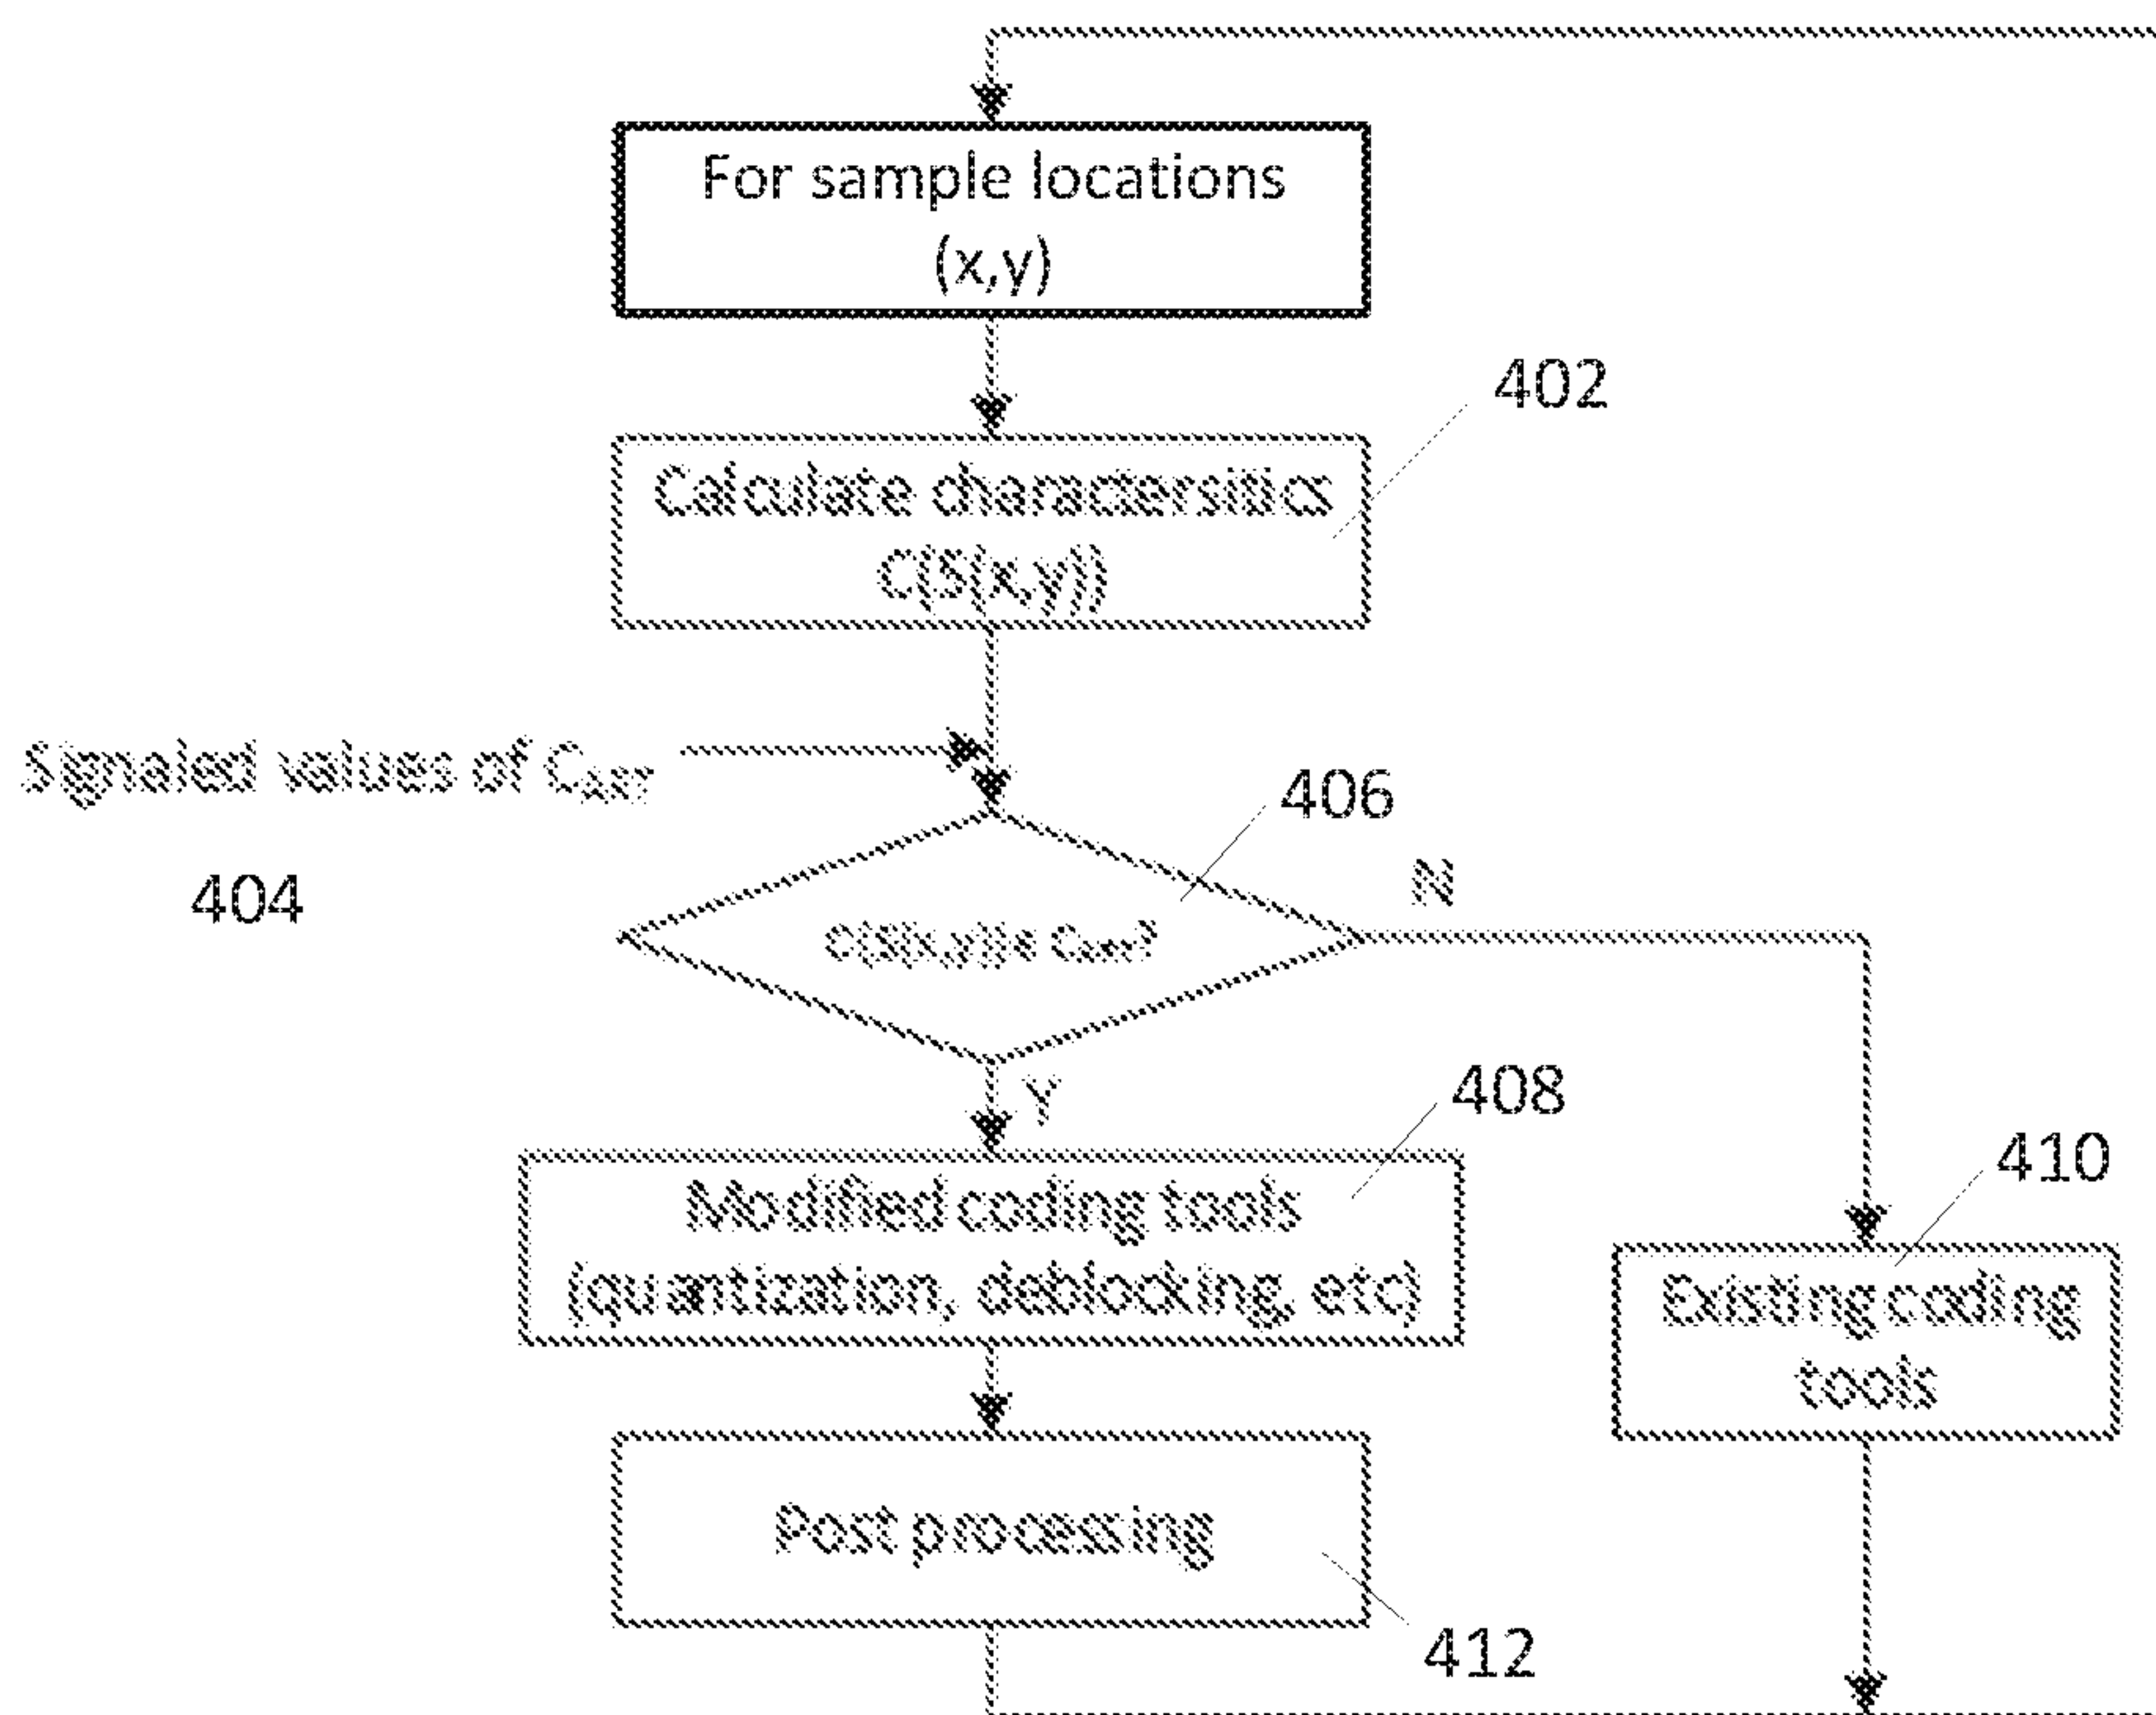 For sample locations
(x,y)
402
Calculate charactersitics
C(S(x,y))
Signaled values of C
404
406
N
Y
408
Modified coding tools
(quantization, deblocking, etc)
410
Existing coding
tools
Post processing
412